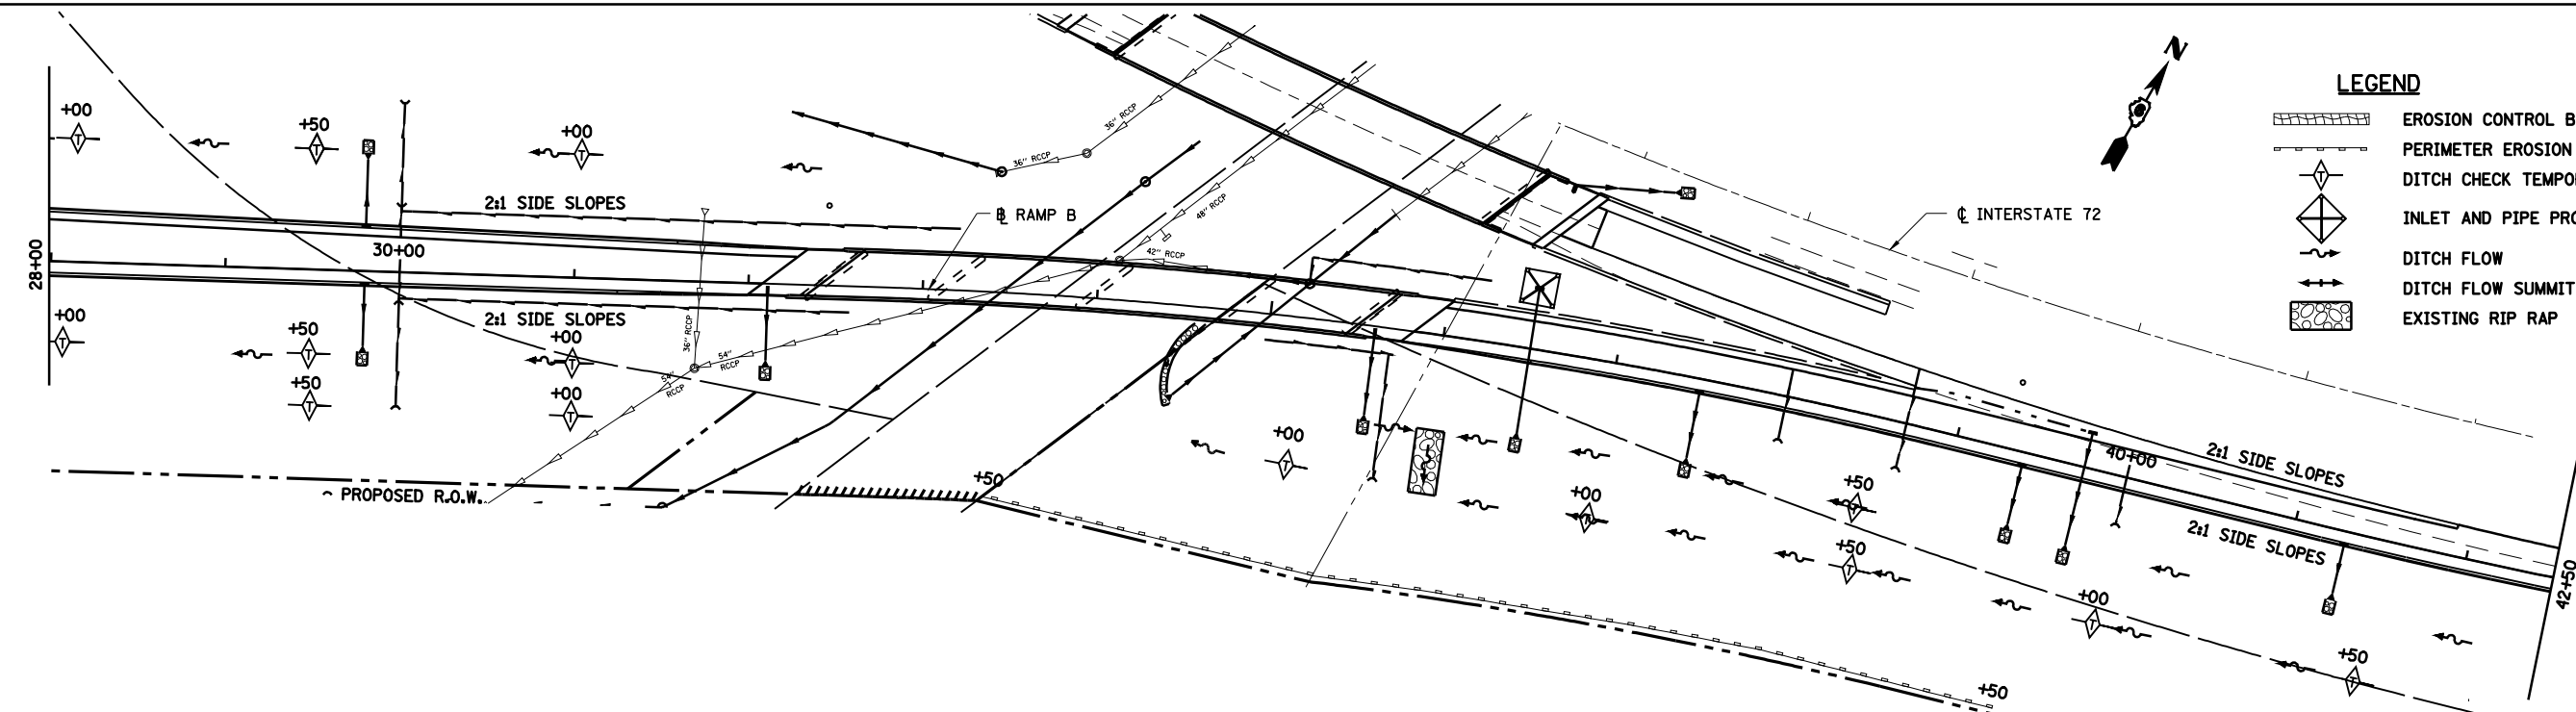 N
LEGEND
EROSION CONTROL B
PERIMETER EROSION
DITCH CHECK TEMPO
INLET AND PIPE PRO
DITCH FLOW
DITCH FLOW SUMMIT
EXISTING RIP RAP
+00
T
+50
T
+00
T
36" RCCP
36" RCCP
2:1 SIDE SLOPES
48" RCCP
℄ RAMP B
℄ INTERSTATE 72
28+00
30+00
42" RCCP
+00
T
2:1 SIDE SLOPES
+50
T
+00
T
36" RCCP
54"
RCCP
54"
RCCP
+50
T
+00
T
PROPOSED R.O.W.
+50
+00
T
+00
T
+50
T
40+00
2:1 SIDE SLOPES
2:1 SIDE SLOPES
+50
T
+00
T
+50
T
42+50
+50